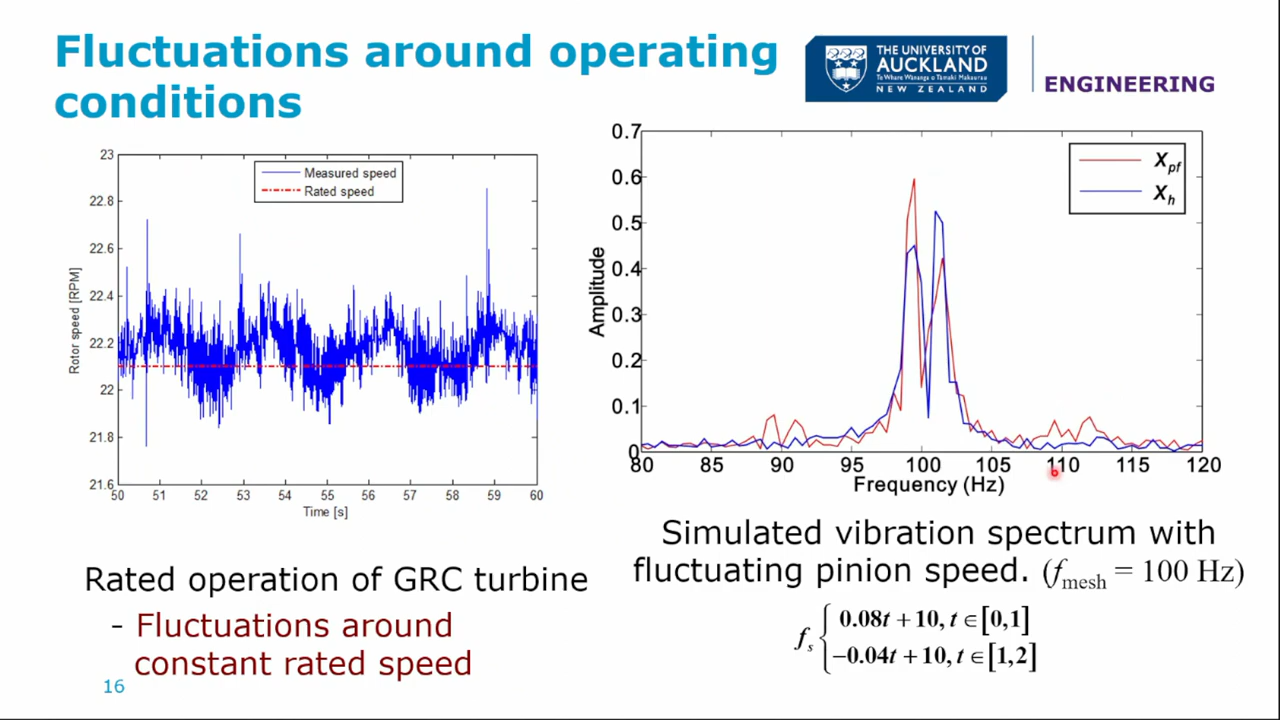 Fluctuations around operating
conditions
THE UNIVERSITY OF
AUCKLAND
Te Whare Wānanga o Tāmaki Makaurau
NEW ZEALAND
ENGINEERING
23
22.8
22.6
22.4
22.2
22
21.8
21.6
Rotor speed [RPM]
Measured speed
Rated speed
50 51 52 53 54 55 56 57 58 59 60
Time [s]
0.7
0.6
0.5
0.4
0.3
0.2
0.1
0
Amplitude
Xpf
Xh
80 85 90 95 100 105 110 115 120
Frequency (Hz)
Rated operation of GRC turbine
- Fluctuations around
constant rated speed
Simulated vibration spectrum with
fluctuating pinion speed. (fmesh = 100 Hz)
fs { 0.08t + 10, t ∈ [0,1]
−0.04t + 10, t ∈ [1,2]
16